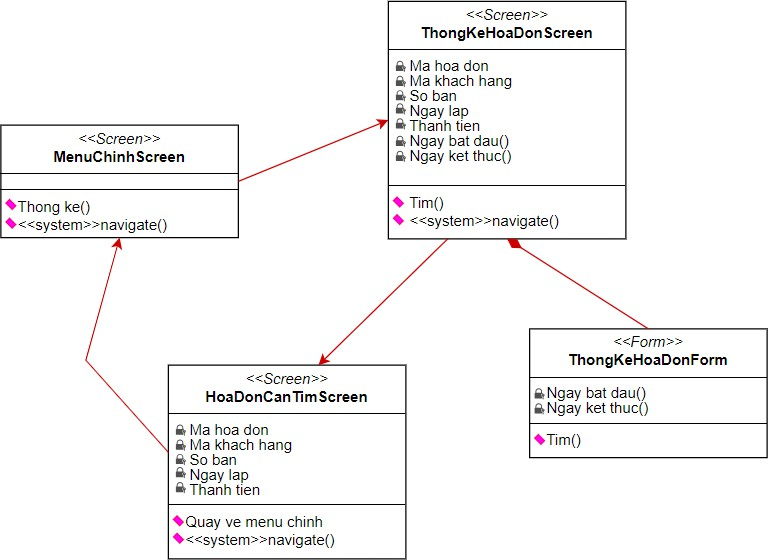 <<Screen>>
ThongKeHoaDonScreen
Ma hoa don
Ma khach hang
So ban
Ngay lap
Thanh tien
Ngay bat dau()
Ngay ket thuc()
Tim()
<<system>>navigate()
<<Screen>>
MenuChinhScreen
Thong ke()
<<system>>navigate()
<<Form>>
ThongKeHoaDonForm
Ngay bat dau()
Ngay ket thuc()
Tim()
<<Screen>>
HoaDonCanTimScreen
Ma hoa don
Ma khach hang
So ban
Ngay lap
Thanh tien
Quay ve menu chinh
<<system>>navigate()